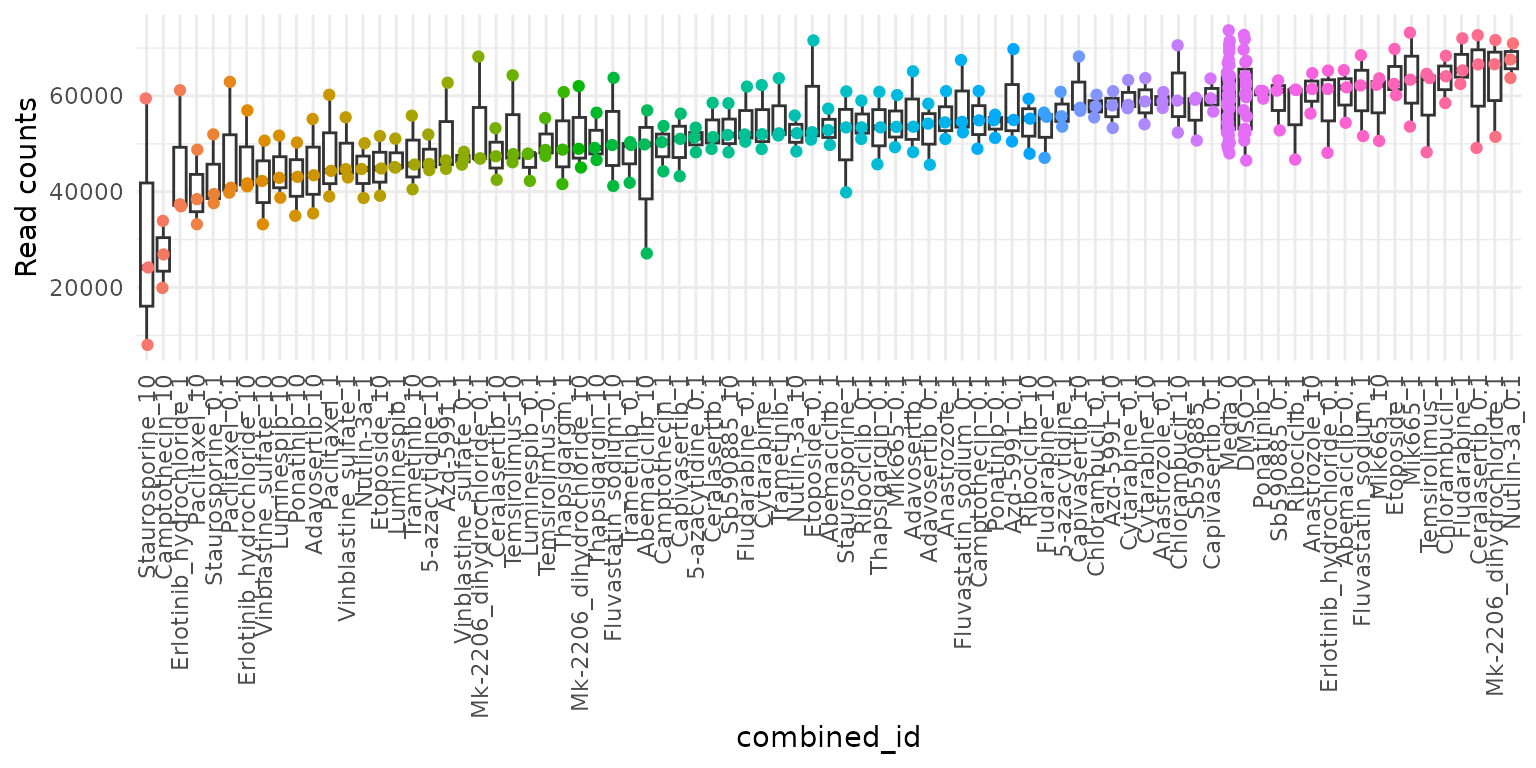 Read counts
60000
40000
20000
Staurosporine_10
Camptothecin_10
Erlotinib_hydrochloride_1
Paclitaxel_10
Staurosporine_1
Paclitaxel_0.1
Erlotinib_hydrochloride_10
Vinblastine_sulfate_10
Luminespib_10
Ponatinib_10
Adavosertib_10
Paclitaxel_1
Vinblastine_sulfate_1
Nutlin-3a_1
Etoposide_10
Luminespib_1
Trametinib_10
5-azacytidine_10
Azd-5991_1
Vinblastine_sulfate_0.1
Mk-2206_dihydrochloride_0.1
Ceralasertib_10
Temsirolimus_10
Luminespib_0.1
Temsirolimus_0.1
Thapsigargin_1
Mk-2206_dihydrochloride_10
Thapsigargin_10
Fluvastatin_sodium_10
Trametinib_0.1
Abemaciclib_10
Camptothecin_1
Capivasertib_1
5-azacytidine_0.1
Ceralasertib_1
Sb590885_10
Fludarabine_0.1
Cytarabine_1
Trametinib_1
Nutlin-3a_10
Etoposide_0.1
Abemaciclib_1
Staurosporine_0.1
Ribociclib_0.1
Thapsigargin_0.1
Mik665_0.1
Adavosertib_1
Adavosertib_0.1
Anastrozole_1
Fluvastatin_sodium_0.1
Camptothecin_0.1
Ponatinib_0.1
Azd-5991_0.1
Ribociclib_10
Fludarabine_10
5-azacytidine_1
Capivasertib_10
Chlorambucil_0.1
Azd-5991_10
Cytarabine_0.1
Cytarabine_10
Anastrozole_0.1
Chlorambucil_10
Sb590885_1
Capivasertib_0.1
Media_0
DMSO_0
Ponatinib_1
Sb590885_0.1
Ribociclib_1
Anastrozole_10
Erlotinib_hydrochloride_0.1
Abemaciclib_0.1
Fluvastatin_sodium_1
Mik665_10
Etoposide_1
Mik665_1
Temsirolimus_1
Chlorambucil_1
Fludarabine_1
Ceralasertib_0.1
Mk-2206_dihydrochloride_1
Nutlin-3a_0.1
combined_id